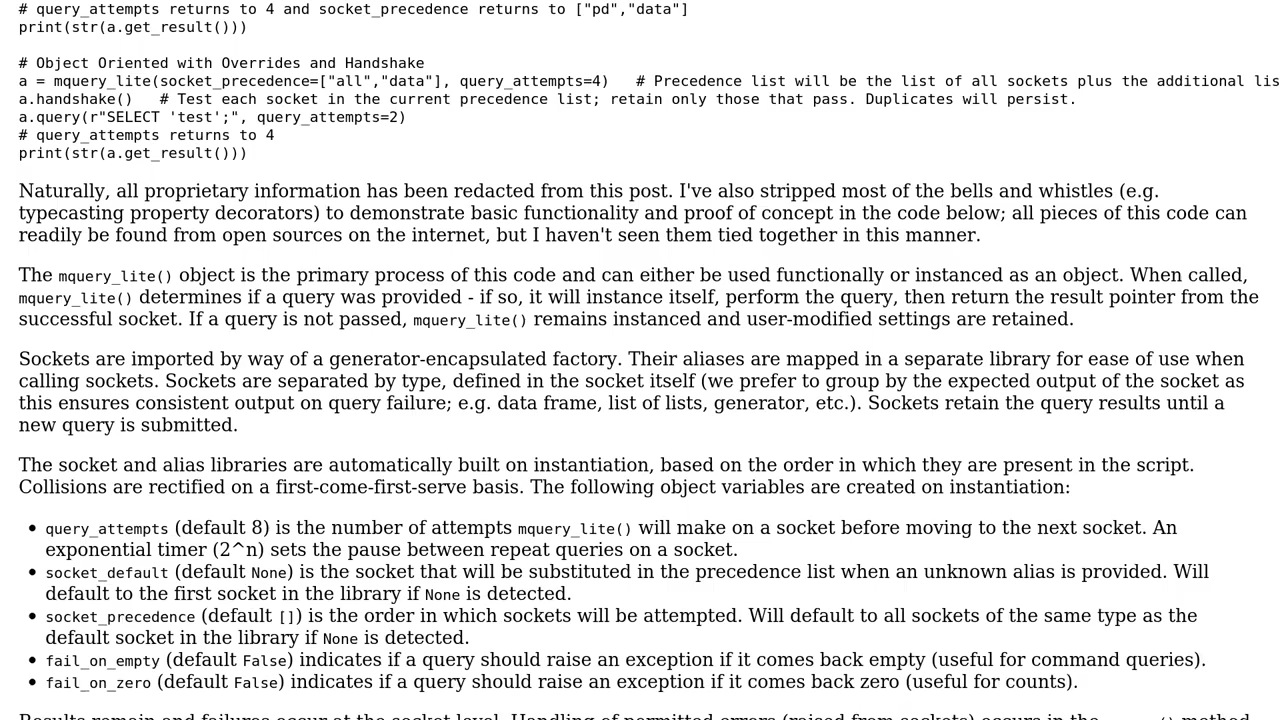 # query_attempts returns to 4 and socket_precedence returns to ["pd","data"]
print(str(a.get_result()))
# Object Oriented with Overrides and Handshake
a = mquery_lite(socket_precedence=["all","data"], query_attempts=4)   # Precedence list will be the list of all sockets plus the additional lis
a.handshake()   # Test each socket in the current precedence list; retain only those that pass. Duplicates will persist.
a.query(r"SELECT 'test';", query_attempts=2)
# query_attempts returns to 4
print(str(a.get_result()))
Naturally, all proprietary information has been redacted from this post. I've also stripped most of the bells and whistles (e.g.
typecasting property decorators) to demonstrate basic functionality and proof of concept in the code below; all pieces of this code can
readily be found from open sources on the internet, but I haven't seen them tied together in this manner.
The mquery_lite() object is the primary process of this code and can either be used functionally or instanced as an object. When called,
mquery_lite() determines if a query was provided - if so, it will instance itself, perform the query, then return the result pointer from the
successful socket. If a query is not passed, mquery_lite() remains instanced and user-modified settings are retained.
Sockets are imported by way of a generator-encapsulated factory. Their aliases are mapped in a separate library for ease of use when
calling sockets. Sockets are separated by type, defined in the socket itself (we prefer to group by the expected output of the socket as
this ensures consistent output on query failure; e.g. data frame, list of lists, generator, etc.). Sockets retain the query results until a
new query is submitted.
The socket and alias libraries are automatically built on instantiation, based on the order in which they are present in the script.
Collisions are rectified on a first-come-first-serve basis. The following object variables are created on instantiation:
• query_attempts (default 8) is the number of attempts mquery_lite() will make on a socket before moving to the next socket. An
exponential timer (2^n) sets the pause between repeat queries on a socket.
• socket_default (default None) is the socket that will be substituted in the precedence list when an unknown alias is provided. Will
default to the first socket in the library if None is detected.
• socket_precedence (default []) is the order in which sockets will be attempted. Will default to all sockets of the same type as the
default socket in the library if None is detected.
• fail_on_empty (default False) indicates if a query should raise an exception if it comes back empty (useful for command queries).
• fail_on_zero (default False) indicates if a query should raise an exception if it comes back zero (useful for counts).
Results remain and failures occur at the socket level. Handling of permitted errors (raised from sockets) occurs in the